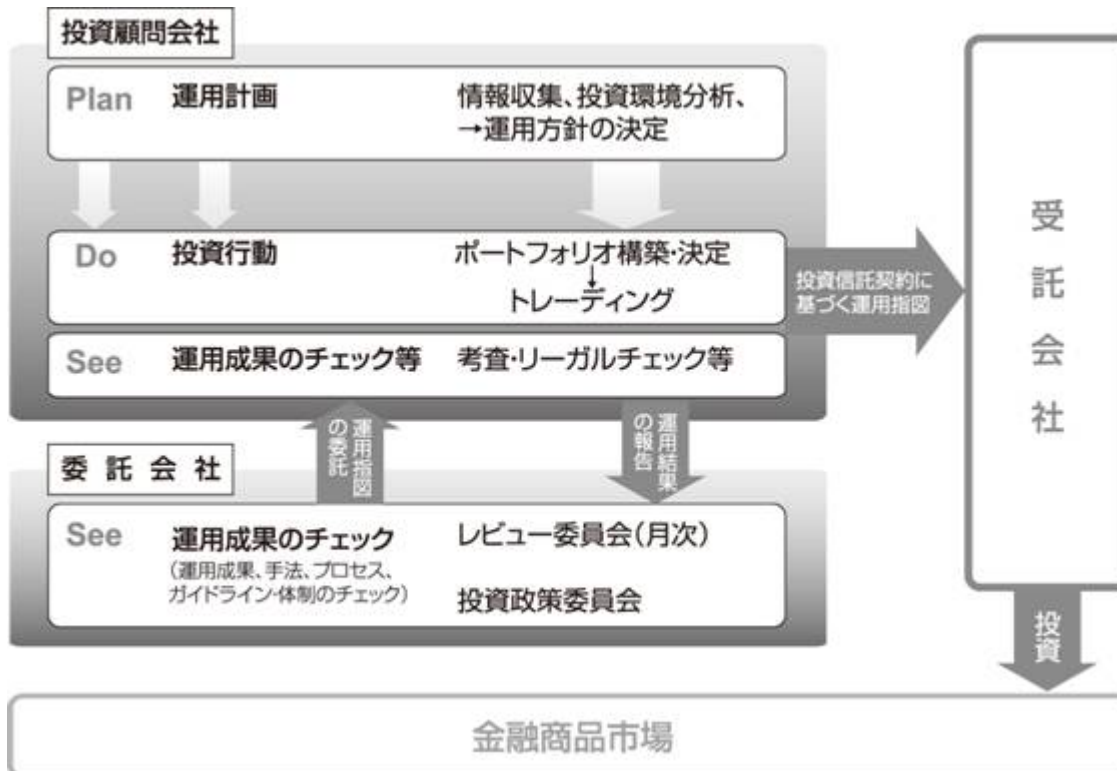 投資顧問会社
Plan 運用計画 情報収集、投資環境分析、
→運用方針の決定
Do 投資行動 ポートフォリオ構築・決定
↓
トレーディング
See 運用成果のチェック等 考査・リーガルチェック等
投資信託契約に
基づく運用指図
受託会社
運用指図
の委託
運用結果
の報告
委託会社
See 運用成果のチェック レビュー委員会(月次)
(運用成果、手法、プロセス、
ガイドライン・体制のチェック)
投資政策委員会
投資
金融商品市場